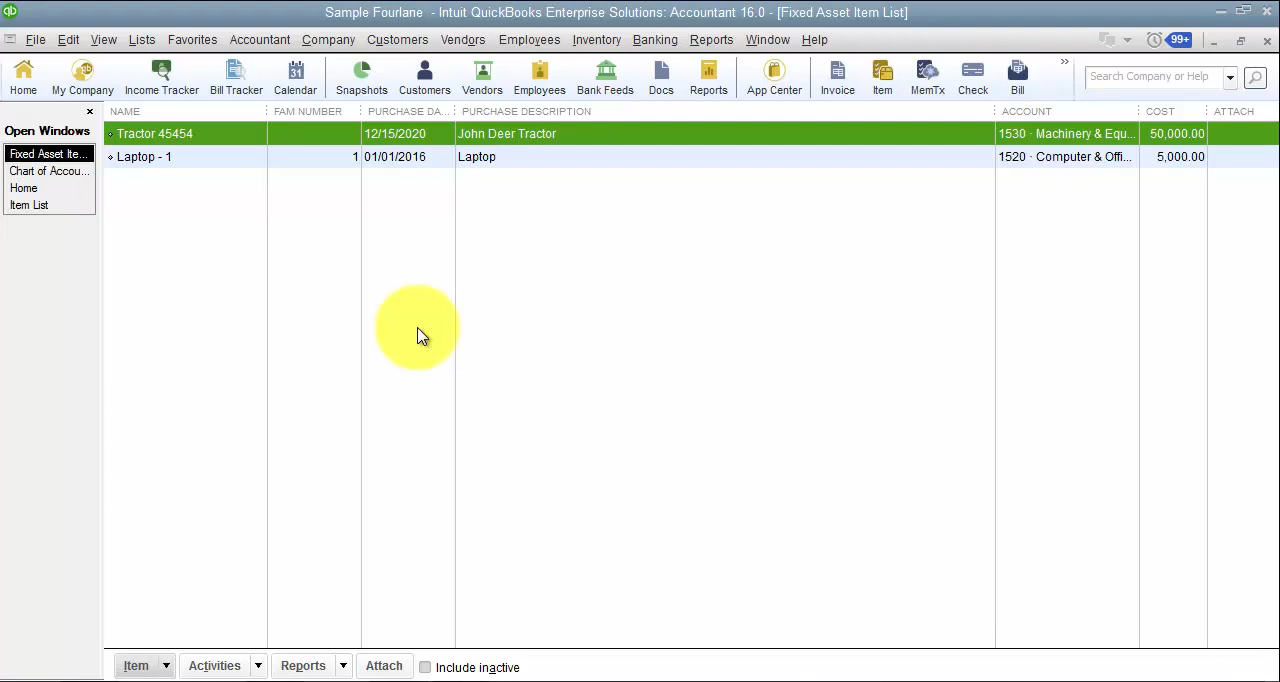 qb Sample Fourlane - Intuit QuickBooks Enterprise Solutions: Accountant 16.0 - [Fixed Asset Item List]
File Edit View Lists Favorites Accountant Company Customers Vendors Employees Inventory Banking Reports Window Help 99+
31
Home My Company Income Tracker Bill Tracker Calendar Snapshots Customers Vendors Employees Bank Feeds Docs Reports App Center Invoice Item MemTx Check Bill » Search Company or Help
NAME FAM NUMBER PURCHASE DA... PURCHASE DESCRIPTION ACCOUNT COST ATTACH
Open Windows
Fixed Asset Ite...
Chart of Accou...
Home
Item List
Tractor 45454 12/15/2020 John Deer Tractor 1530 · Machinery & Equ... 50,000.00
Laptop - 1 1 01/01/2016 Laptop 1520 · Computer & Offi... 5,000.00
Item Activities Reports Attach Include inactive